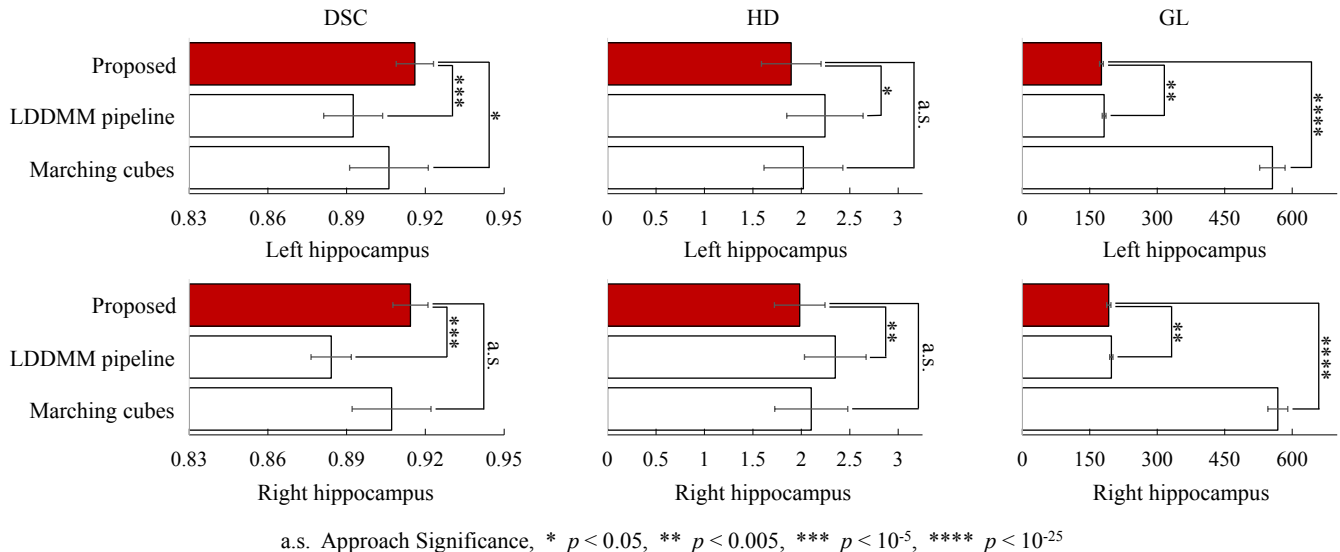 DSC HD GL
Proposed
LDDMM pipeline
Marching cubes
*** *
* a.s.
** ****
0.83 0.86 0.89 0.92 0.95 0 0.5 1 1.5 2 2.5 3 0 150 300 450 600
Left hippocampus Left hippocampus Left hippocampus
Proposed
LDDMM pipeline
Marching cubes
*** a.s.
** a.s.
** ****
0.83 0.86 0.89 0.92 0.95 0 0.5 1 1.5 2 2.5 3 0 150 300 450 600
Right hippocampus Right hippocampus Right hippocampus
a.s. Approach Significance, * p < 0.05, ** p < 0.005, *** p < 10⁻⁵, **** p < 10⁻²⁵